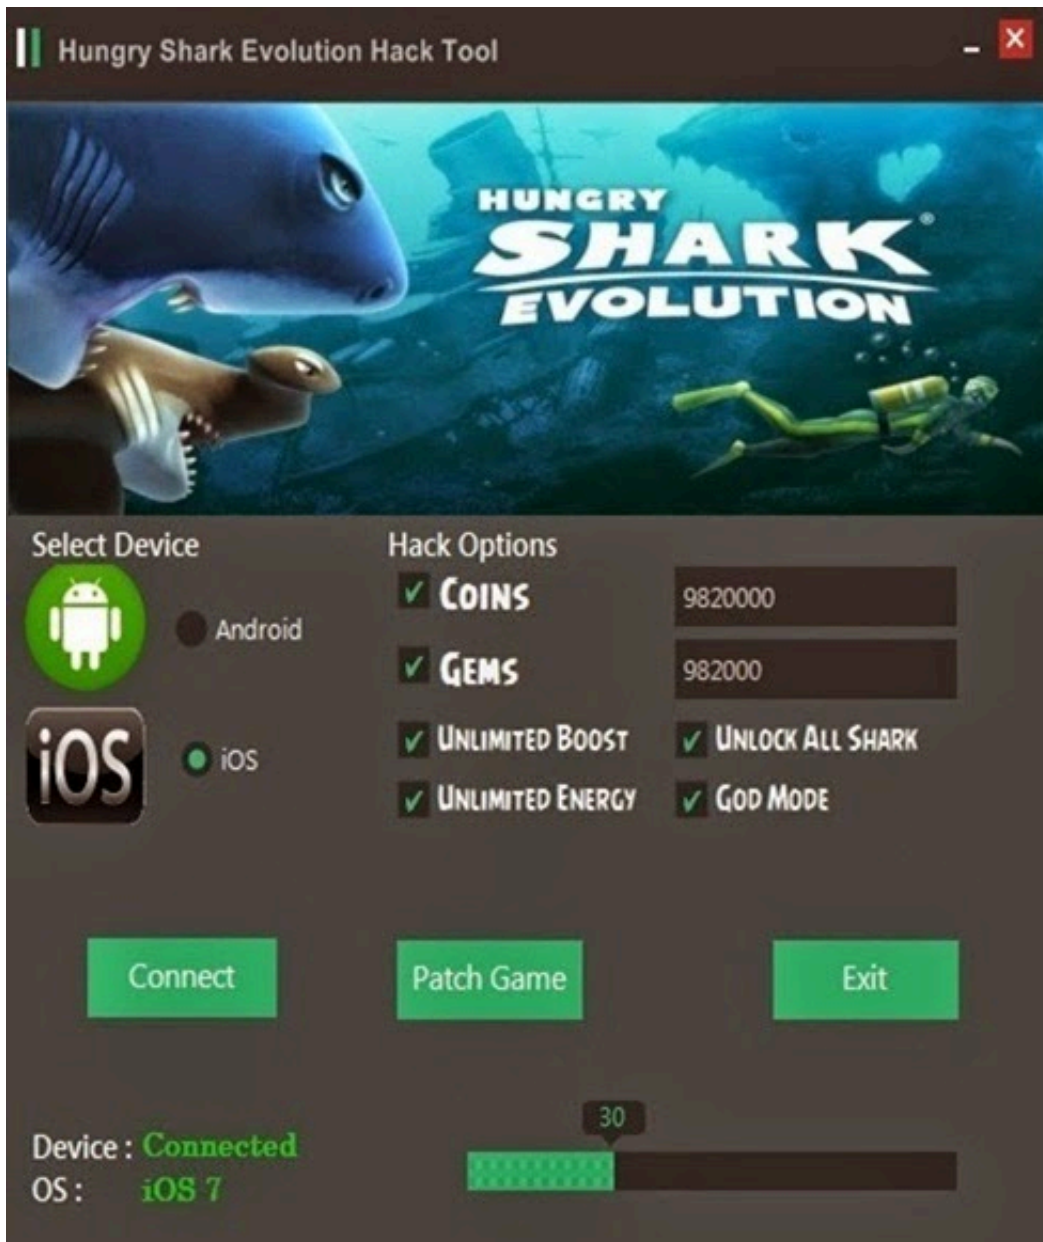 Hungry Shark Evolution Hack Tool
HUNGRY
SHARK®
EVOLUTION
Select Device
Hack Options
COINS
9820000
Android
GEMS
982000
iOS
iOS
UNLIMITED BOOST
UNLOCK ALL SHARK
UNLIMITED ENERGY
GOD MODE
Connect
Patch Game
Exit
30
Device : Connected
OS : iOS 7